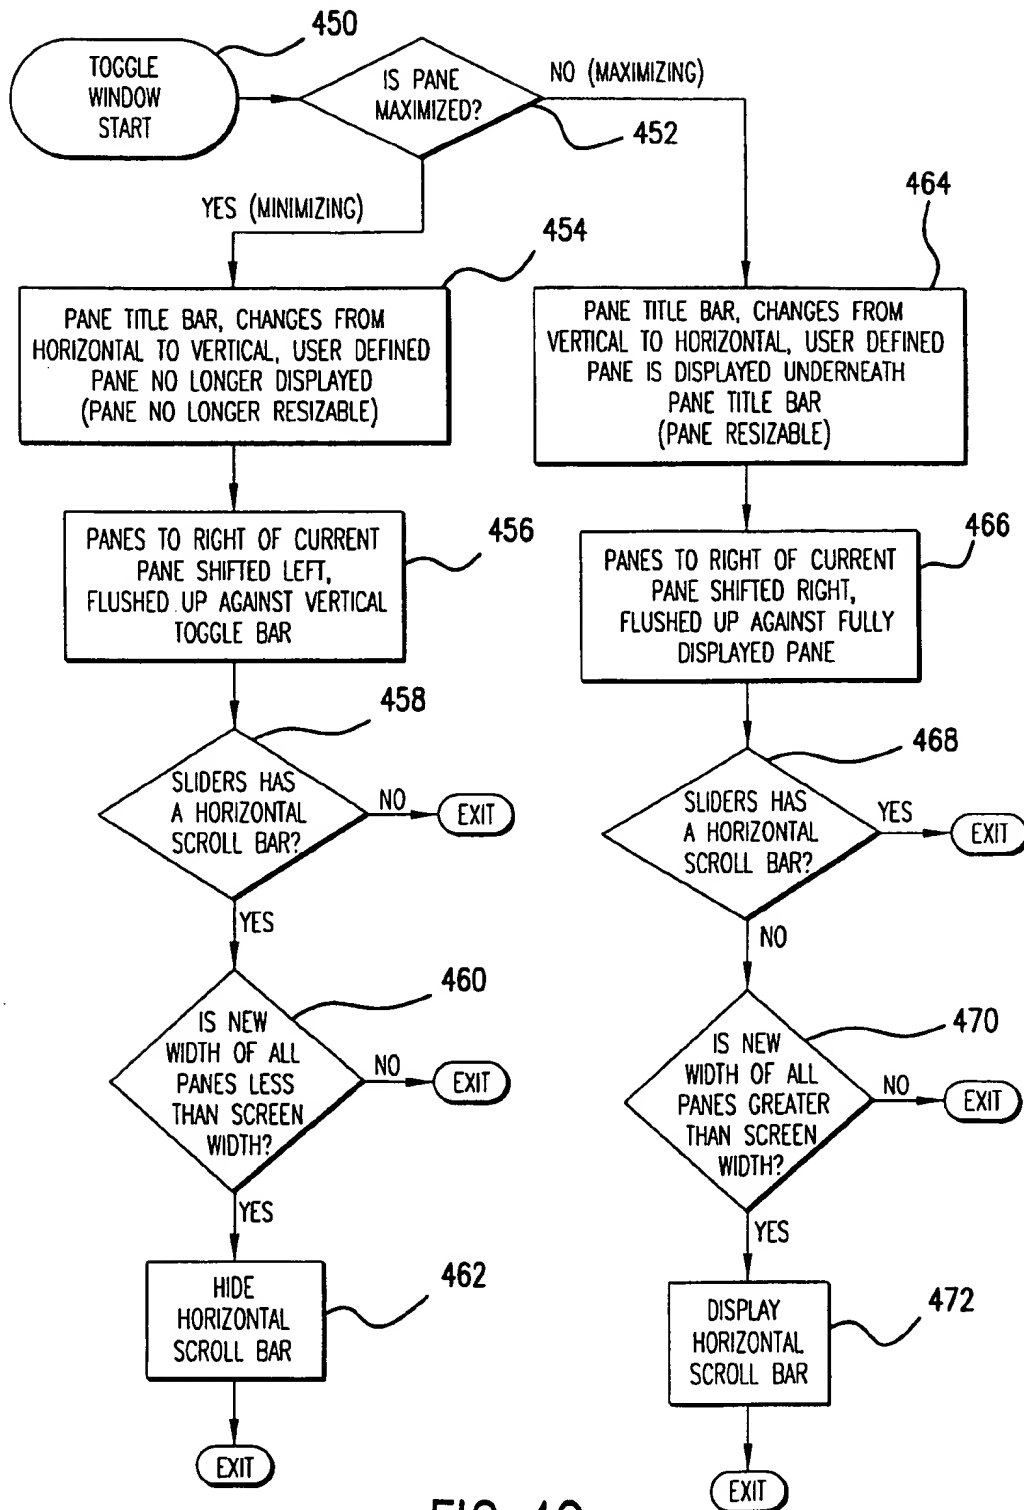 450
TOGGLE
WINDOW
START
IS PANE
MAXIMIZED?
NO (MAXIMIZING)
452
YES (MINIMIZING)
454
PANE TITLE BAR, CHANGES FROM
HORIZONTAL TO VERTICAL, USER DEFINED
PANE NO LONGER DISPLAYED
(PANE NO LONGER RESIZABLE)
456
PANES TO RIGHT OF CURRENT
PANE SHIFTED LEFT,
FLUSHED UP AGAINST VERTICAL
TOGGLE BAR
458
SLIDERS HAS
A HORIZONTAL
SCROLL BAR?
NO
EXIT
YES
460
IS NEW
WIDTH OF ALL
PANES LESS
THAN SCREEN
WIDTH?
NO
EXIT
YES
462
HIDE
HORIZONTAL
SCROLL BAR
EXIT
464
PANE TITLE BAR, CHANGES FROM
VERTICAL TO HORIZONTAL, USER DEFINED
PANE IS DISPLAYED UNDERNEATH
PANE TITLE BAR
(PANE RESIZABLE)
466
PANES TO RIGHT OF CURRENT
PANE SHIFTED RIGHT,
FLUSHED UP AGAINST FULLY
DISPLAYED PANE
468
SLIDERS HAS
A HORIZONTAL
SCROLL BAR?
YES
EXIT
NO
470
IS NEW
WIDTH OF ALL
PANES GREATER
THAN SCREEN
WIDTH?
NO
EXIT
YES
472
DISPLAY
HORIZONTAL
SCROLL BAR
EXIT